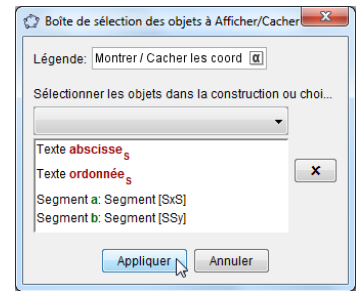 Boîte de sélection des objets à Afficher/Cacher
Légende: Montrer / Cacher les coord α
Sélectionner les objets dans la construction ou choi...
Texte abscisse_S
Texte ordonnée_S
Segment a: Segment [SxS]
Segment b: Segment [SSy]
Appliquer Annuler